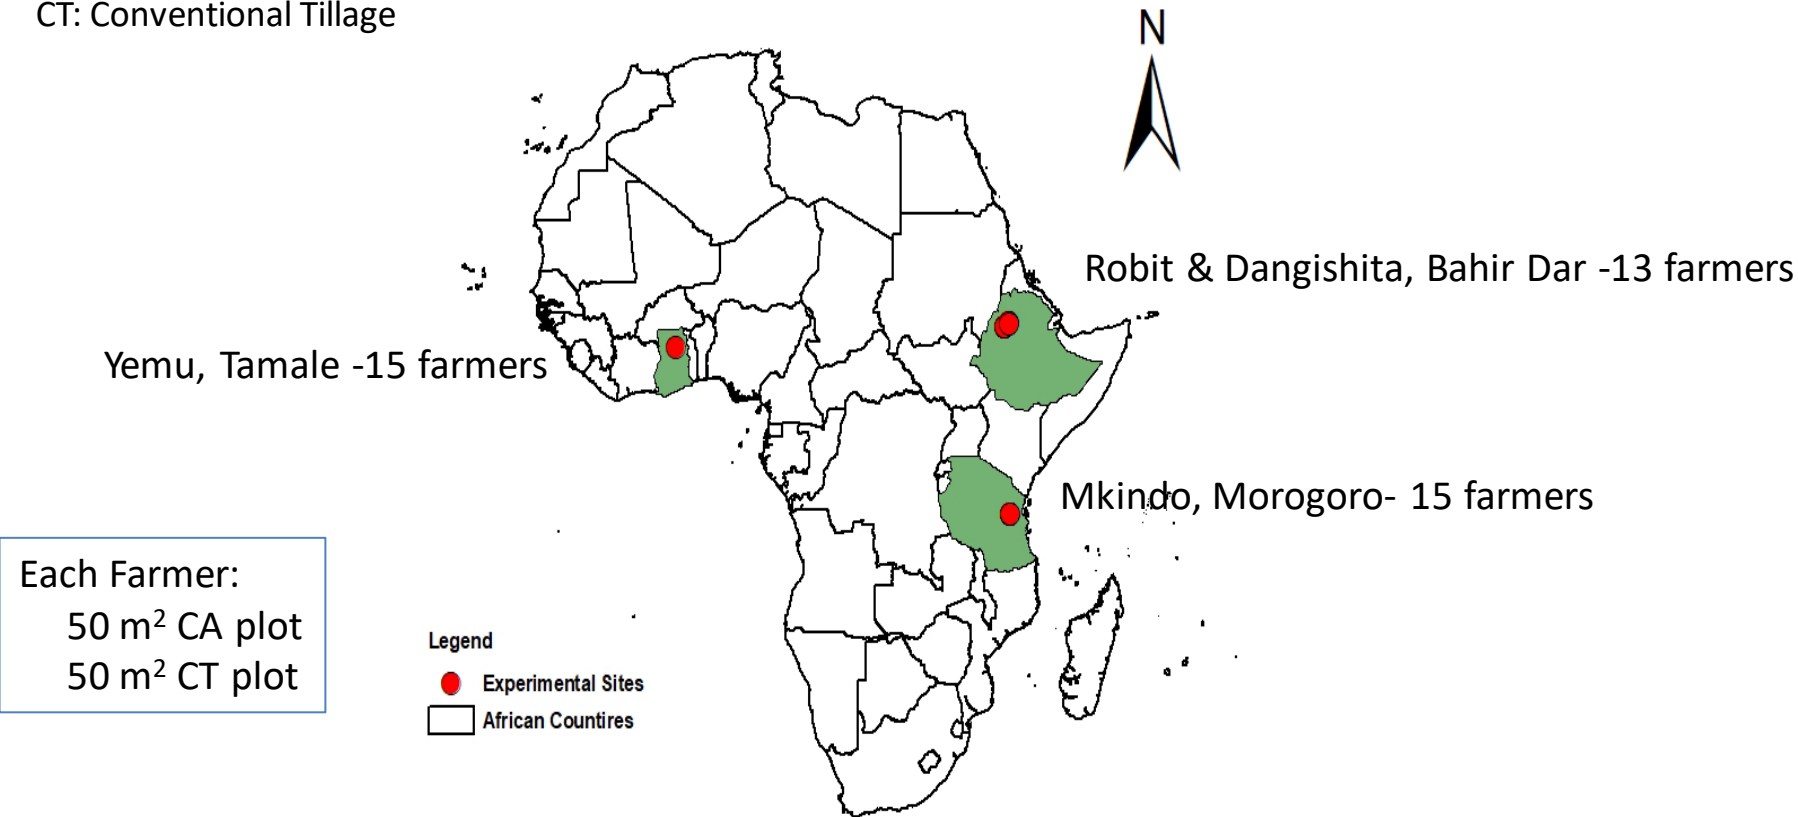 CT: Conventional Tillage
N
Robit & Dangishita, Bahir Dar -13 farmers
Yemu, Tamale -15 farmers
Mkindo, Morogoro- 15 farmers
Each Farmer:
50 m² CA plot
50 m² CT plot
Legend
Experimental Sites
African Countires